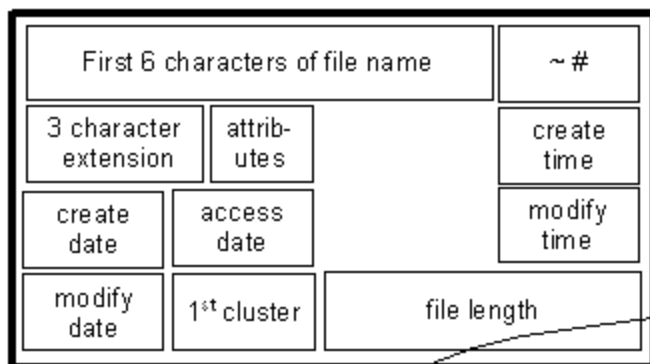 First 6 characters of file name
~ #
3 character
extension
attrib-
utes
create
time
create
date
access
date
modify
time
modify
date
1st cluster
file length